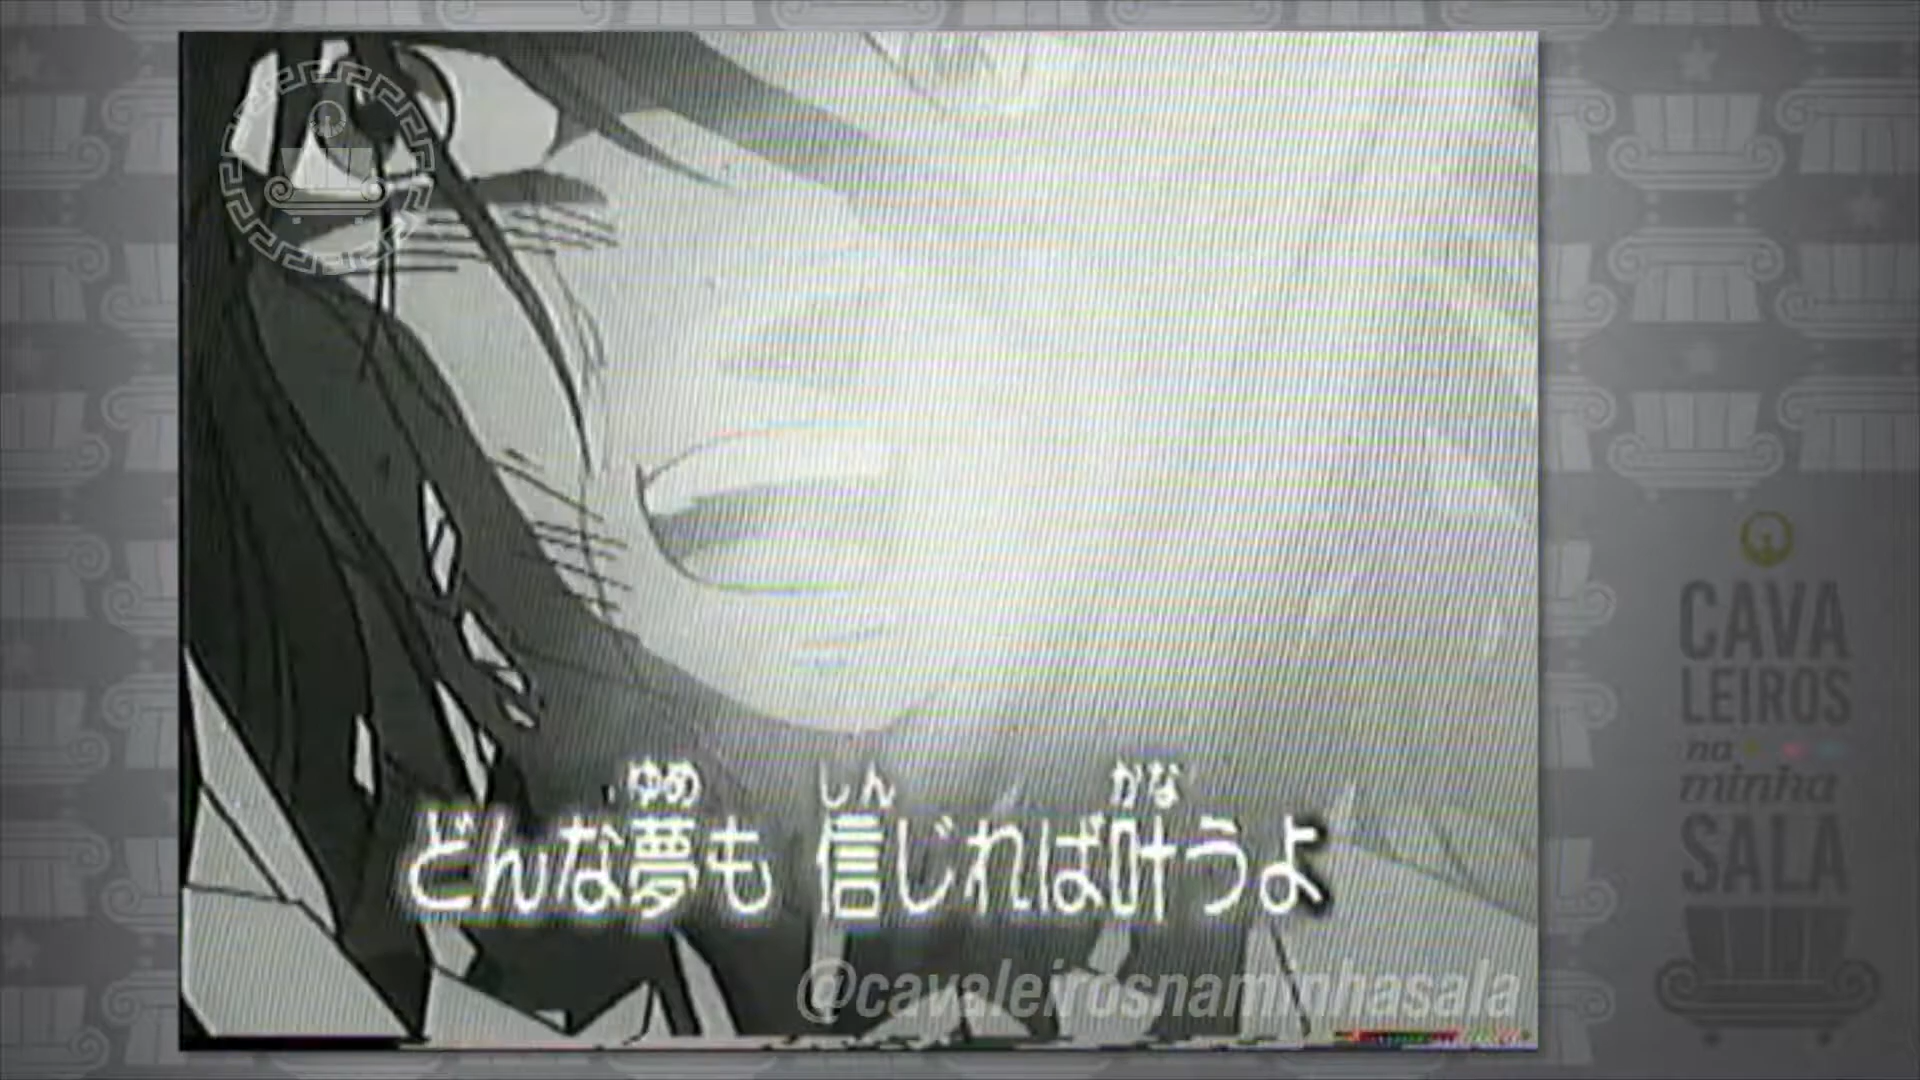 ゆめ しん かな
どんな夢も 信じれば叶うよ
@cavaleirosnaminhasala
CAVA
LEIROS
na
minha
SALA